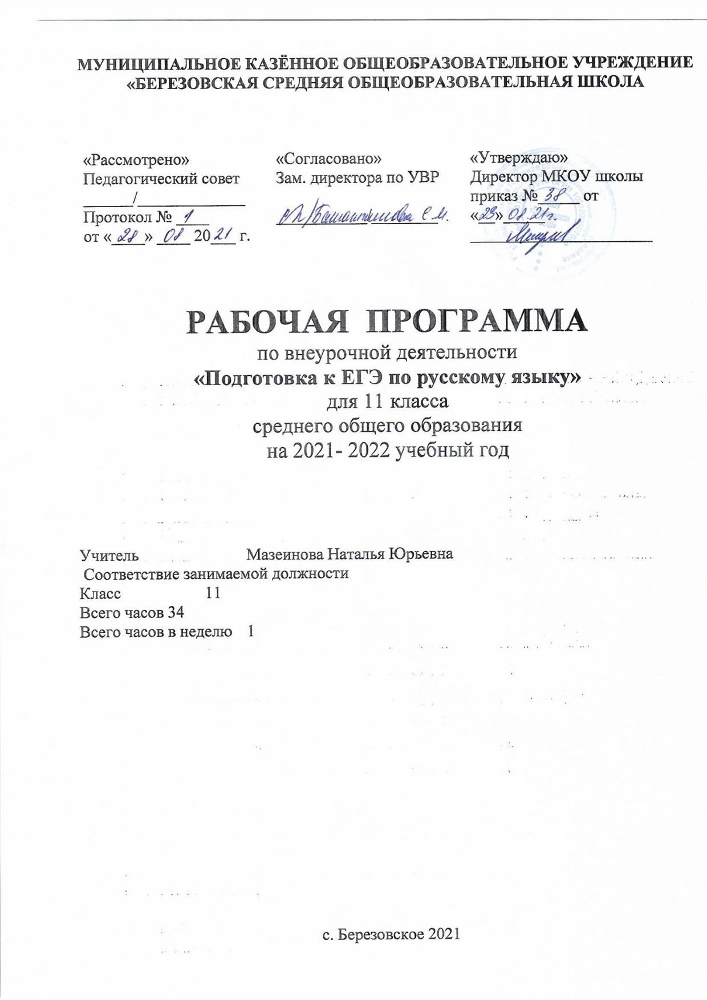 МУНИЦИПАЛЬНОЕ КАЗЁННОЕ ОБЩЕОБРАЗОВАТЕЛЬНОЕ УЧРЕЖДЕНИЕ
«БЕРЕЗОВСКАЯ СРЕДНЯЯ ОБЩЕОБРАЗОВАТЕЛЬНАЯ ШКОЛА
«Рассмотрено»
Педагогический совет
______/_____________
Протокол № 1
от «28» 08 2021 г.
«Согласовано»
Зам. директора по УВР
С.М.
«Утверждаю»
Директор МКОУ школы
приказ № 38 от
«23» 08.21г.
РАБОЧАЯ ПРОГРАММА
по внеурочной деятельности
«Подготовка к ЕГЭ по русскому языку»
для 11 класса
среднего общего образования
на 2021- 2022 учебный год
Учитель Мазеинова Наталья Юрьевна
Соответствие занимаемой должности
Класс 11
Всего часов 34
Всего часов в неделю 1
с. Березовское 2021